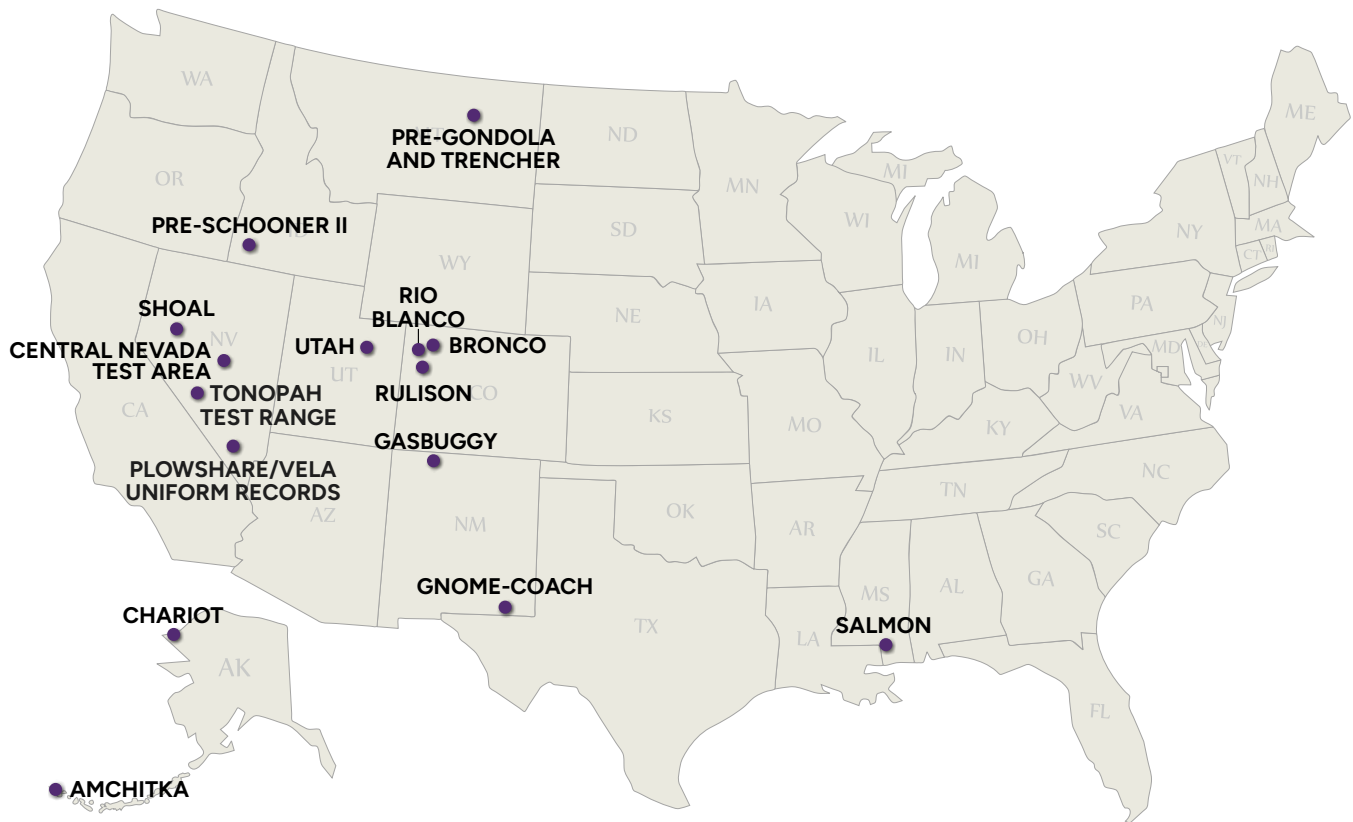 WA
ME
MT
ND
PRE-GONDOLA
AND TRENCHER
VT
MI
OR
NH
MN
WI
PRE-SCHOONER II
ID
SD
NY
MA
CT
RI
WY
MI
RIO
BLANCO
SHOAL
IA
PA
NE
NJ
NV
OH
CENTRAL NEVADA
TEST AREA
UTAH
BRONCO
MD
IL
IN
UT
WV
RULISON
CO
TONOPAH
TEST RANGE
CA
KS
VA
MO
KY
GASBUGGY
PLOWSHARE/VELA
UNIFORM RECORDS
NC
TN
AZ
OK
NM
AR
SC
GNOME-COACH
GA
AL
MS
CHARIOT
SALMON
TX
LA
AK
FL
AMCHITKA